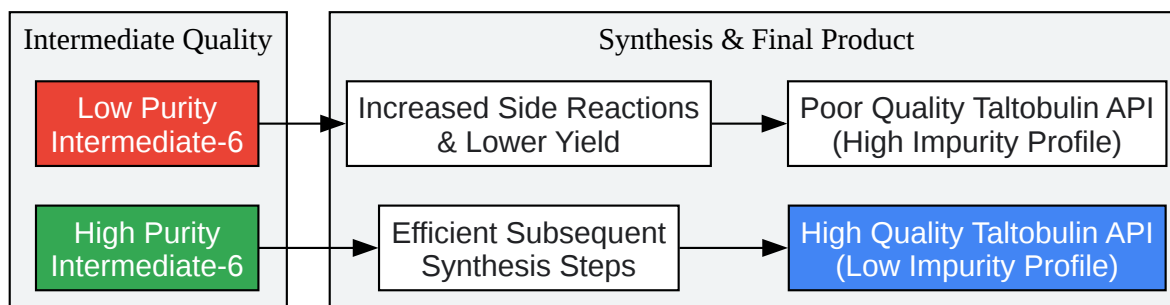 Intermediate Quality
Low Purity
Intermediate-6
High Purity
Intermediate-6
Synthesis & Final Product
Increased Side Reactions
& Lower Yield
Poor Quality Taltobulin API
(High Impurity Profile)
Efficient Subsequent
Synthesis Steps
High Quality Taltobulin API
(Low Impurity Profile)